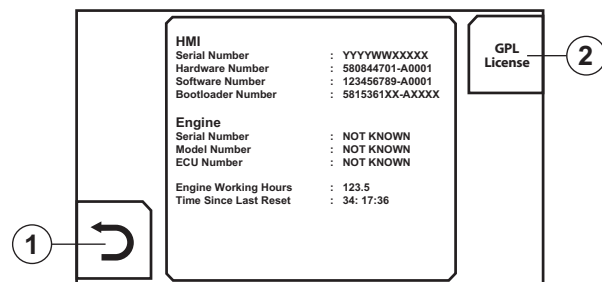 HMI
Serial Number : YYYYWWXXXXX
Hardware Number : 580844701-A0001
Software Number : 123456789-A0001
Bootloader Number : 5815361XX-AXXXX
Engine
Serial Number : NOT KNOWN
Model Number : NOT KNOWN
ECU Number : NOT KNOWN
Engine Working Hours : 123.5
Time Since Last Reset : 34: 17:36
GPL
License
2
1